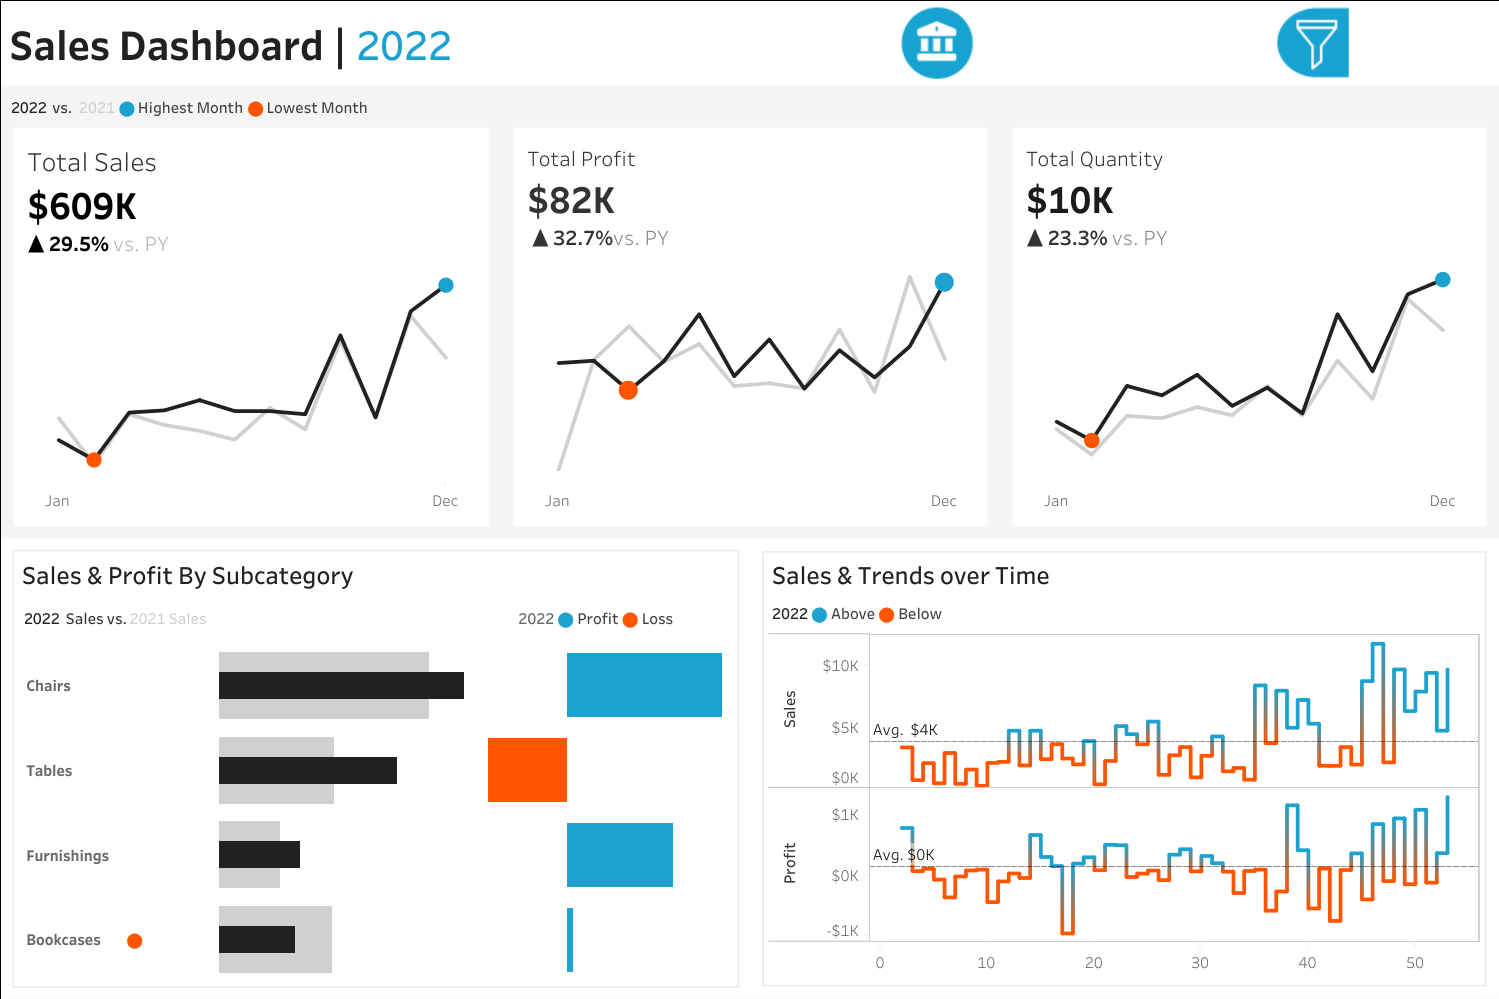 Sales Dashboard | 2022
2022 vs. 2021 Highest Month Lowest Month
Total Sales
$609K
▲ 29.5% vs. PY
Jan Dec
Total Profit
$82K
▲ 32.7%vs. PY
Jan Dec
Total Quantity
$10K
▲ 23.3% vs. PY
Jan Dec
Sales & Profit By Subcategory
2022 Sales vs. 2021 Sales
2022 Profit Loss
Chairs
Tables
Furnishings
Bookcases
Sales & Trends over Time
2022 Above Below
Sales
$10K
$5K
$0K
Avg. $4K
Profit
$1K
$0K
-$1K
Avg. $0K
0 10 20 30 40 50